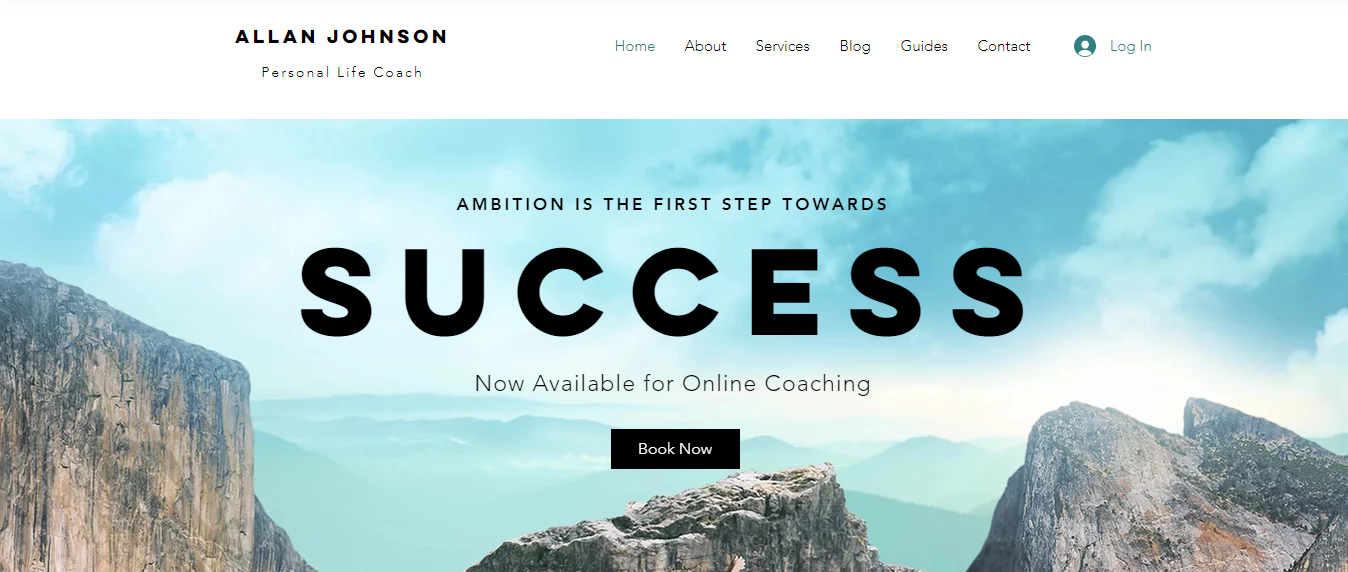 ALLAN JOHNSON
Personal Life Coach
Home About Services Blog Guides Contact Log In
AMBITION IS THE FIRST STEP TOWARDS
SUCCESS
Now Available for Online Coaching
Book Now